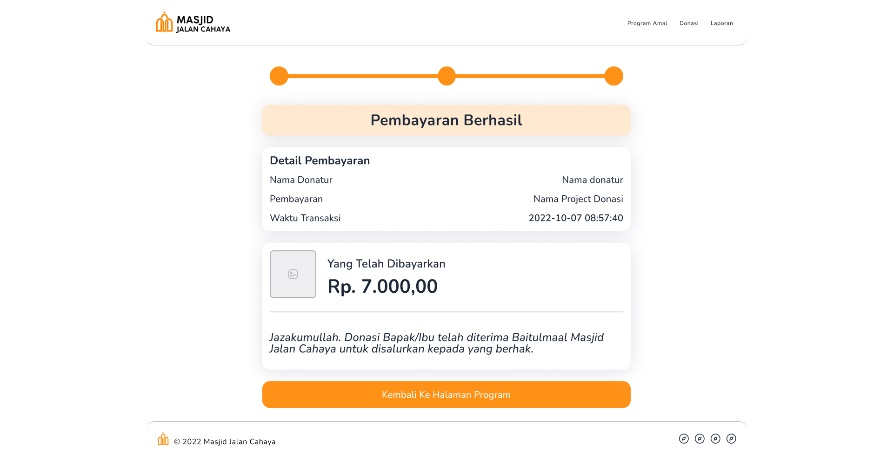 MASJID
JALAN CAHAYA
Program Amal
Donasi
Laporan
Pembayaran Berhasil
Detail Pembayaran
Nama Donatur
Nama donatur
Pembayaran
Nama Project Donasi
Waktu Transaksi
2022-10-07 08:57:40
Yang Telah Dibayarkan
Rp. 7.000,00
Jazakumullah. Donasi Bapak/Ibu telah diterima Baitulmaal Masjid
Jalan Cahaya untuk disalurkan kepada yang berhak.
Kembali Ke Halaman Program
© 2022 Masjid Jalan Cahaya